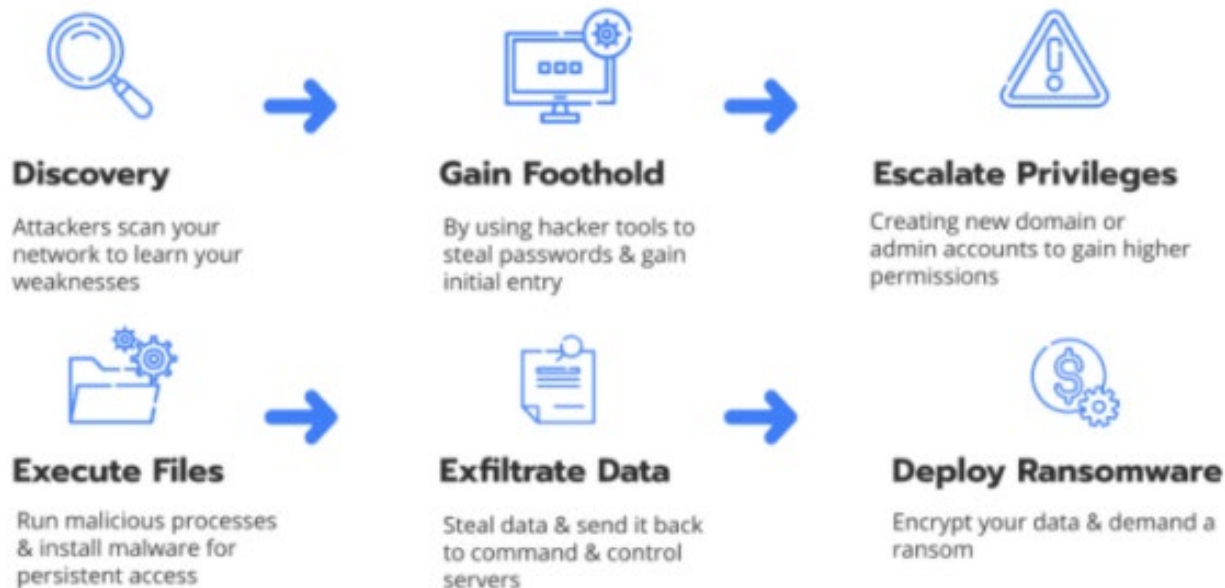 Discovery
Attackers scan your
network to learn your
weaknesses
Gain Foothold
By using hacker tools to
steal passwords & gain
initial entry
Escalate Privileges
Creating new domain or
admin accounts to gain higher
permissions
Execute Files
Run malicious processes
& install malware for
persistent access
Exfiltrate Data
Steal data & send it back
to command & control
servers
Deploy Ransomware
Encrypt your data & demand a
ransom